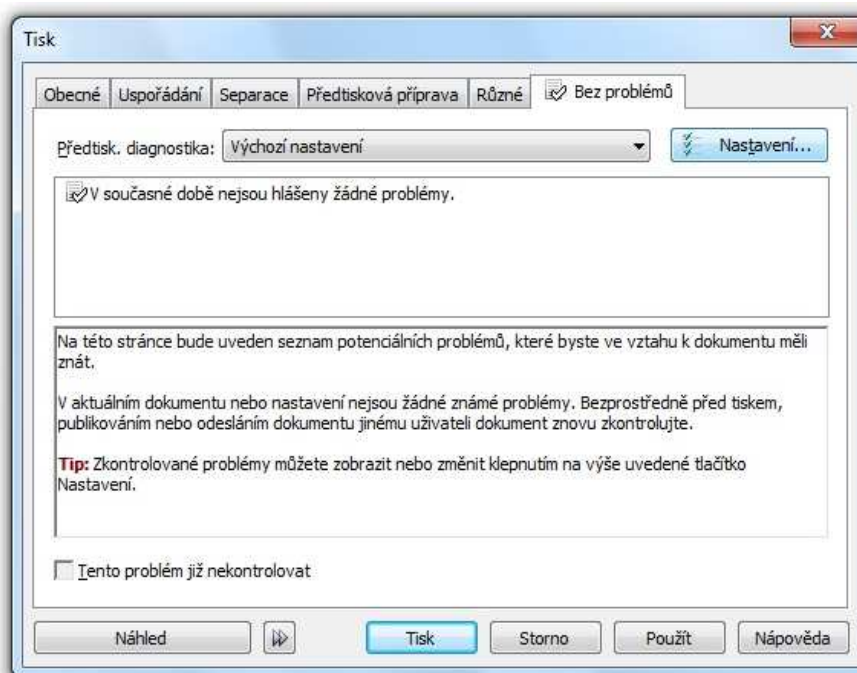 Tisk
Obecné Uspořádání Separace Předtisková příprava Různé Bez problémů
Předtisk. diagnostika: Výchozí nastavení Nastavení...
V současné době nejsou hlášeny žádné problémy.
Na této stránce bude uveden seznam potenciálních problémů, které byste ve vztahu k dokumentu měli
znát.
V aktuálním dokumentu nebo nastavení nejsou žádné známé problémy. Bezprostředně před tiskem,
publikováním nebo odesláním dokumentu jinému uživateli dokument znovu zkontrolujte.
Tip: Zkontrolované problémy můžete zobrazit nebo změnit klepnutím na výše uvedené tlačítko
Nastavení.
Tento problém již nekontrolovat
Náhled Tisk Storno Použít Nápověda